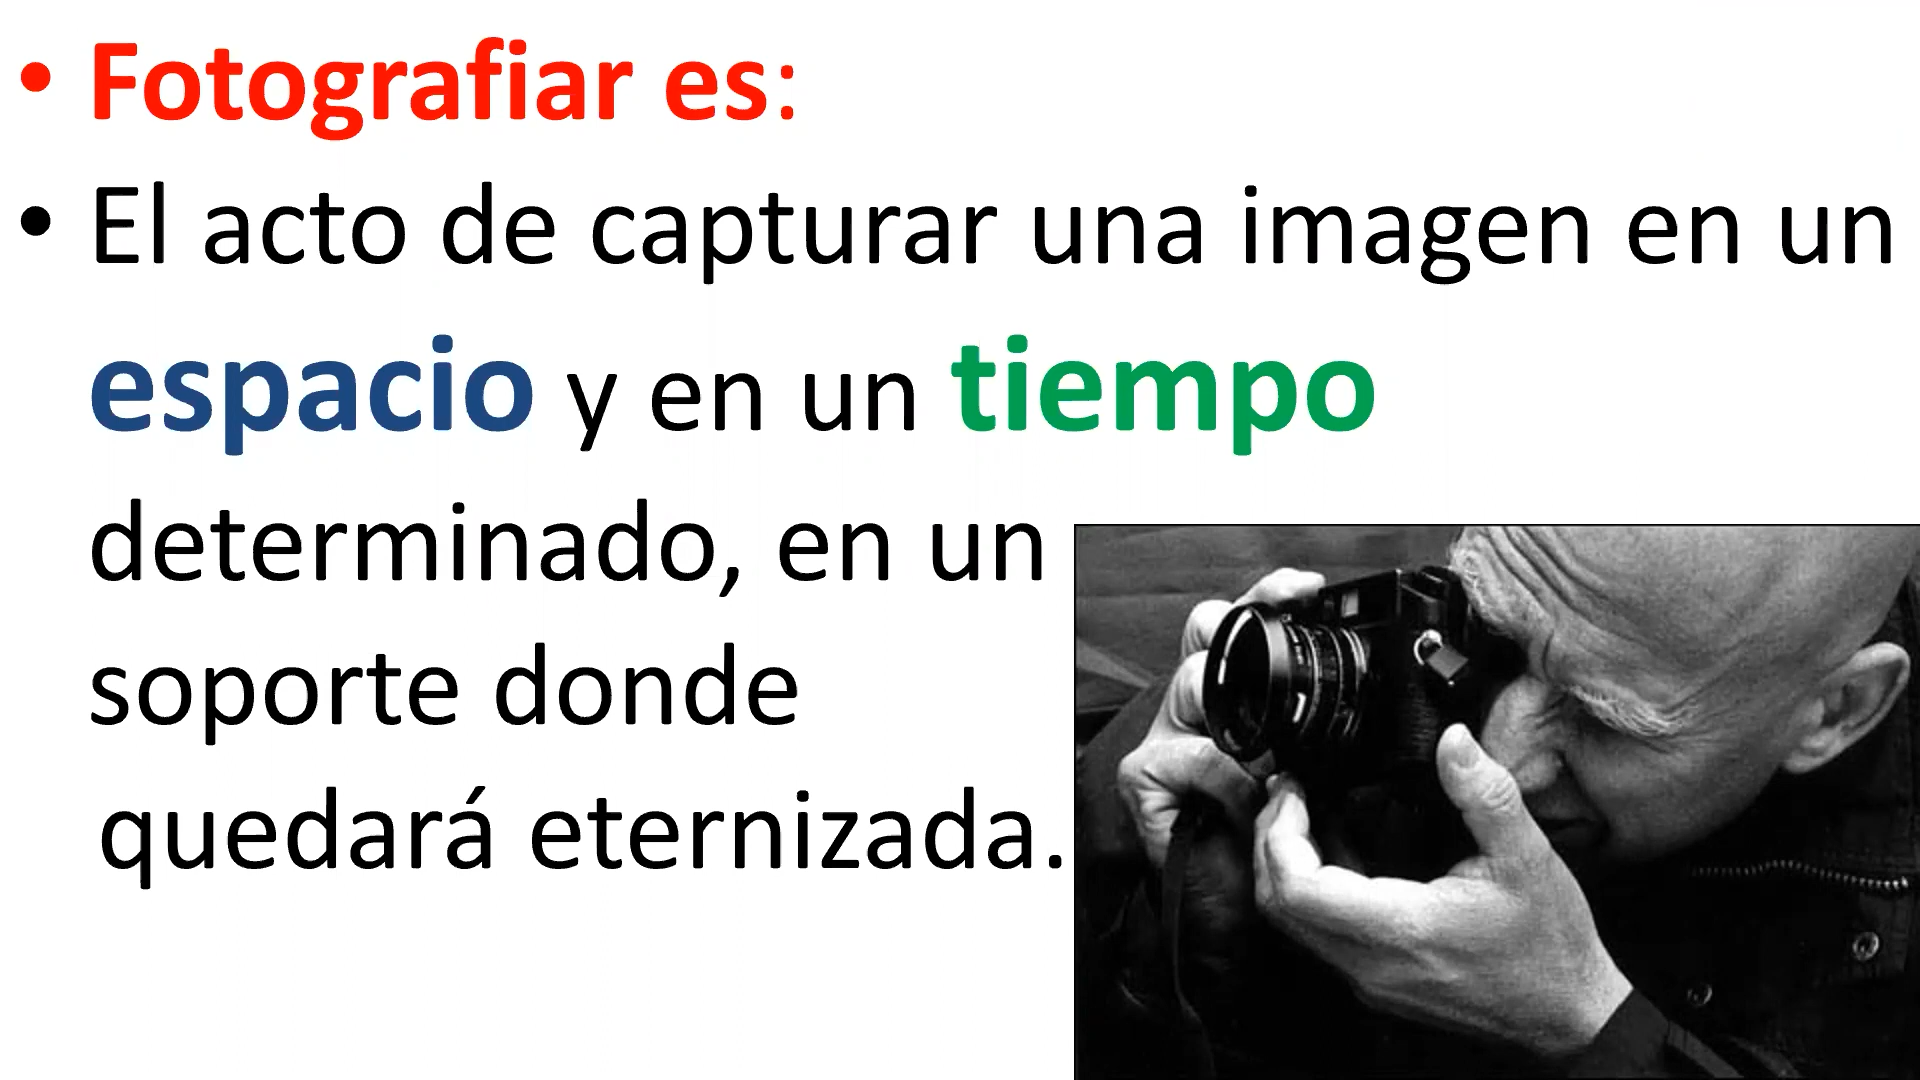 • Fotografiar es:
• El acto de capturar una imagen en un
espacio y en un tiempo
determinado, en un
soporte donde
quedará eternizada.